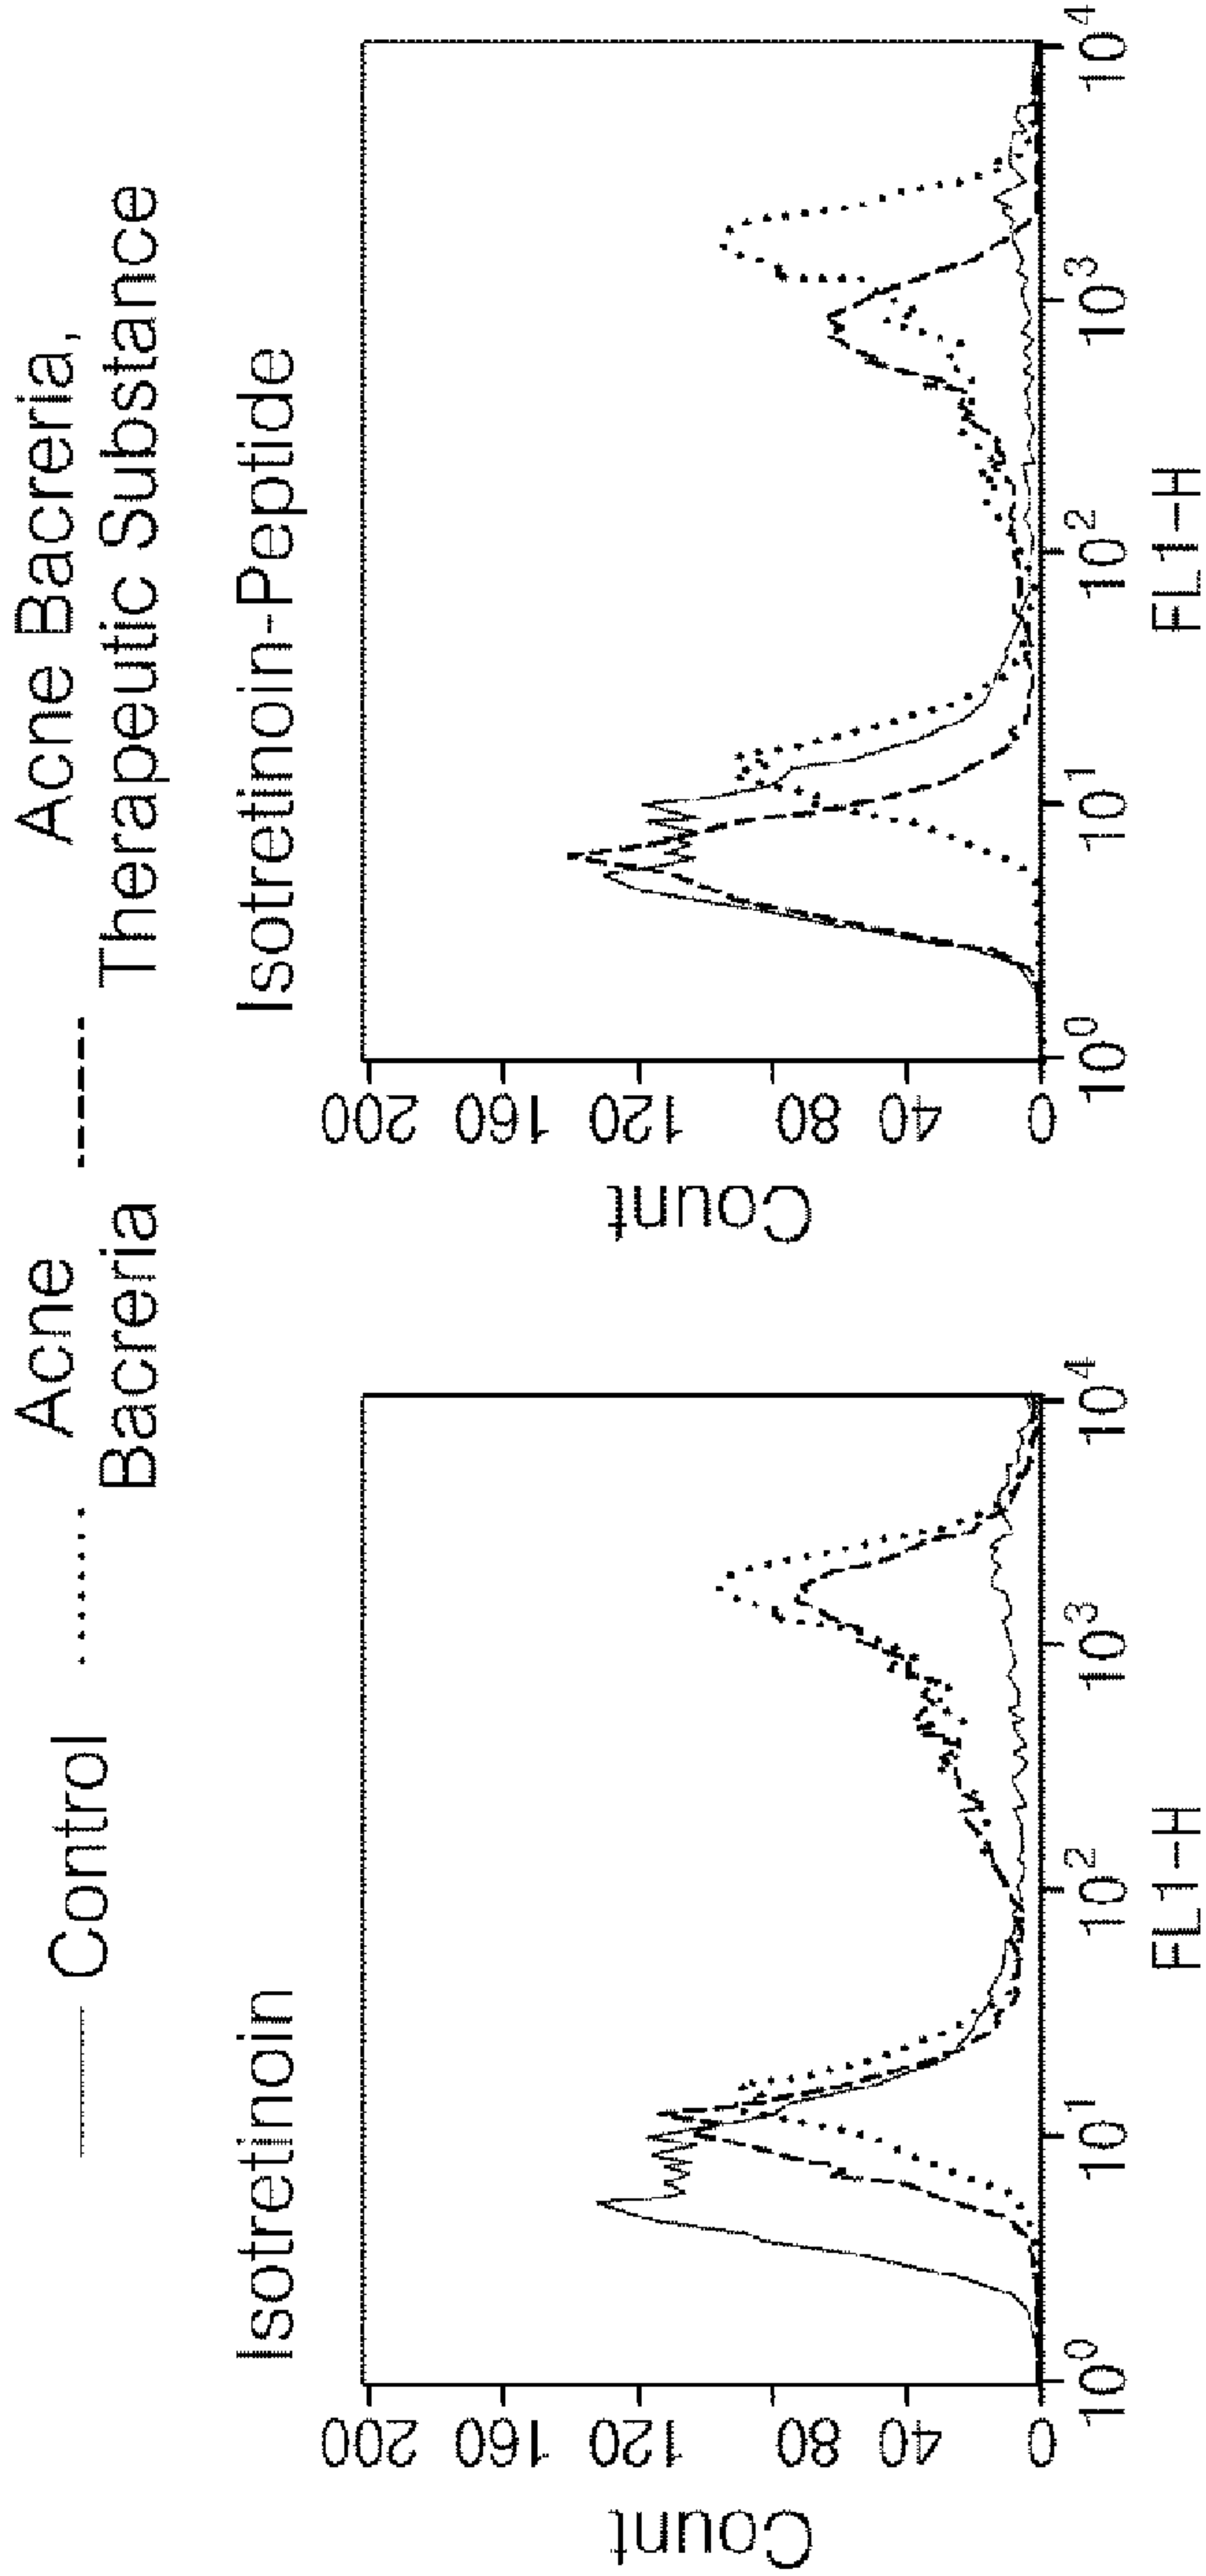 Control
Acne
Bacreria
Acne Bacreria,
Therapeutic Substance
Isotretinoin
Count
200
160
120
80
40
0
10⁰ 10¹ 10² 10³ 10⁴
FL1-H
Isotretinoin-Peptide
Count
200
160
120
80
40
0
10⁰ 10¹ 10² 10³ 10⁴
FL1-H